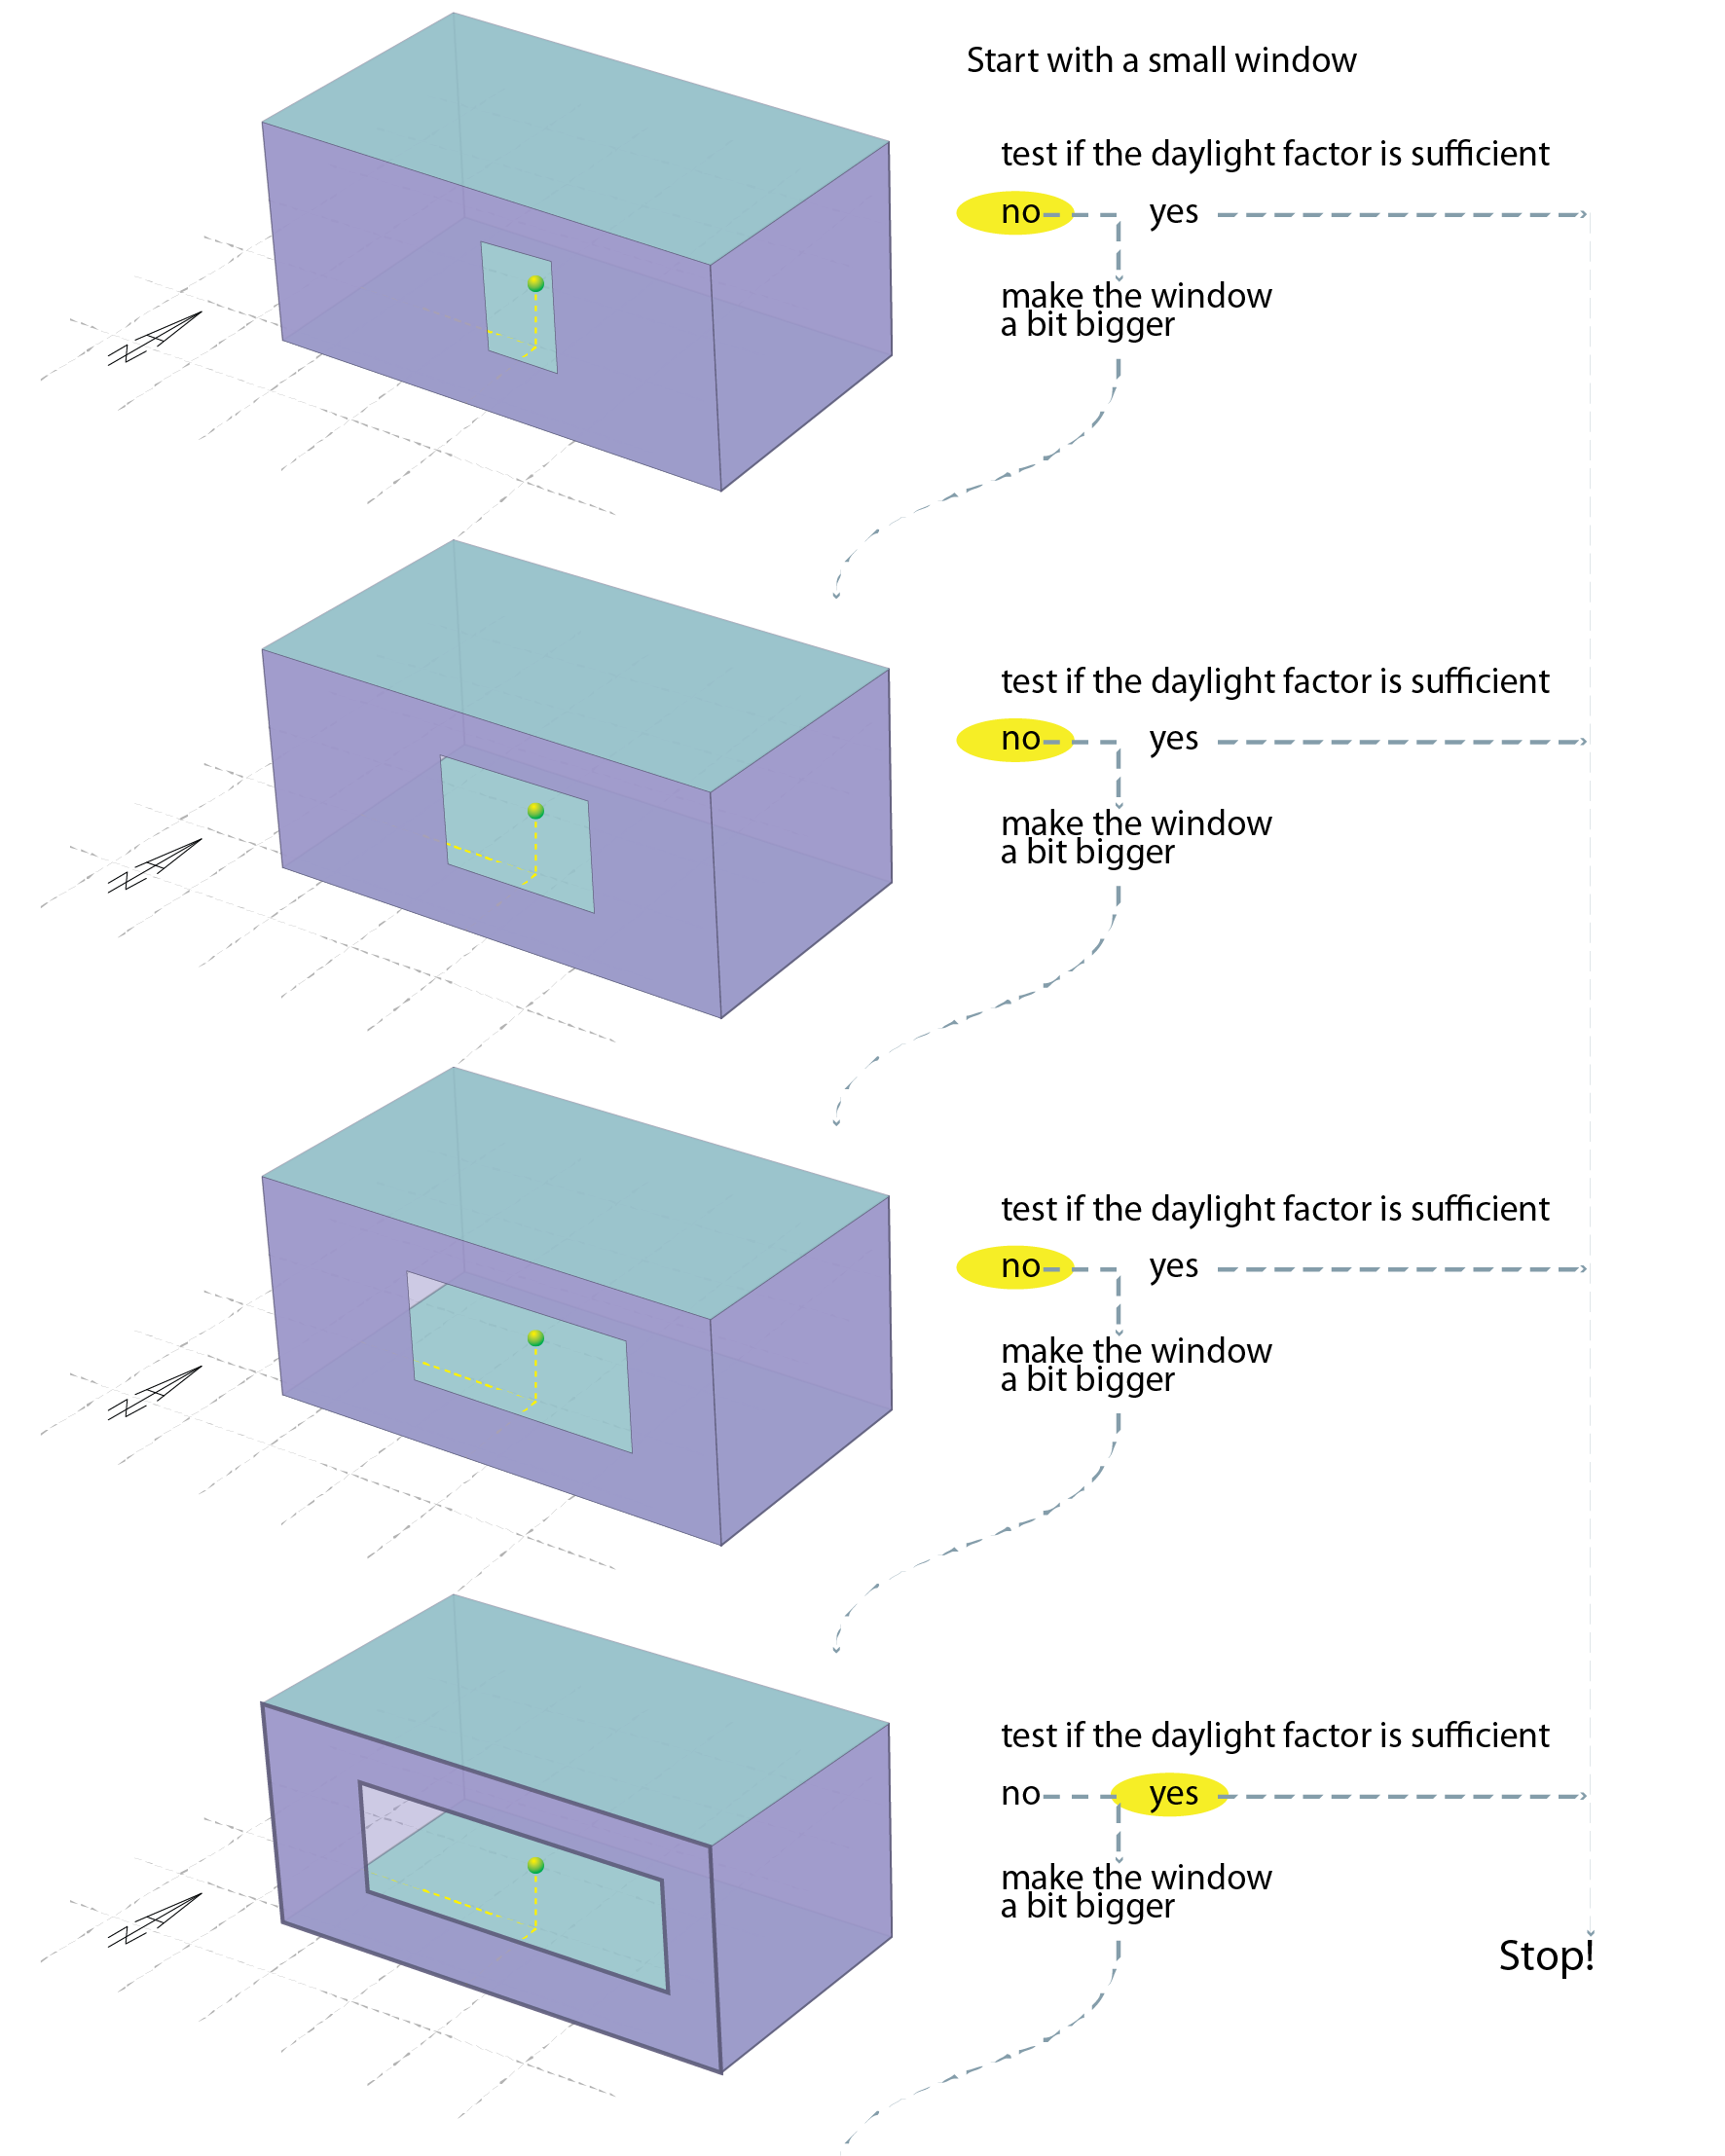 Start with a small window
test if the daylight factor is sufficient
no yes
make the window
a bit bigger
test if the daylight factor is sufficient
no yes
make the window
a bit bigger
test if the daylight factor is sufficient
no yes
make the window
a bit bigger
test if the daylight factor is sufficient
no yes
make the window
a bit bigger
Stop!